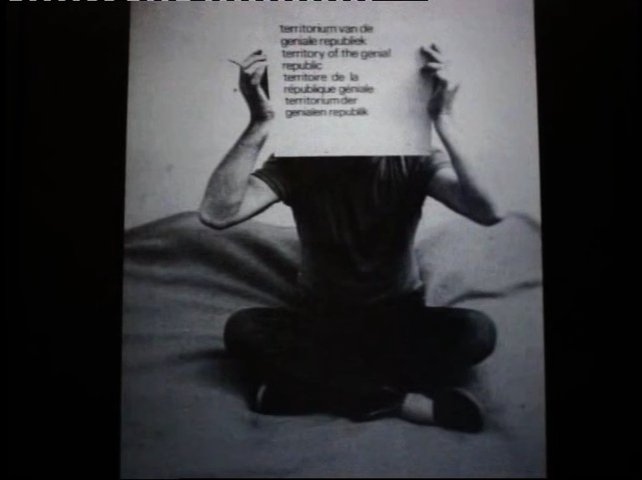 territorium van de
geniale republiek
territory of the genial
republic
territoire de la
république géniale
territorium der
genialen republik